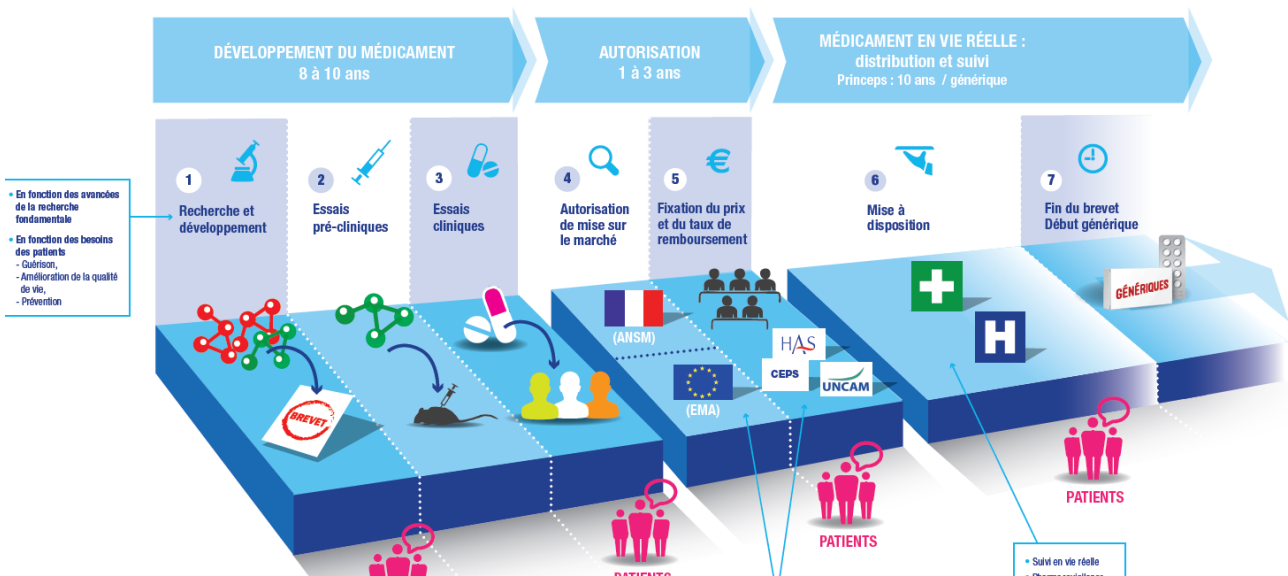 DÉVELOPPEMENT DU MÉDICAMENT
8 à 10 ans
AUTORISATION
1 à 3 ans
MÉDICAMENT EN VIE RÉELLE :
distribution et suivi
Princeps : 10 ans / générique
1
Recherche et
développement
2
Essais
pré-cliniques
3
Essais
cliniques
4
Autorisation
de mise sur
le marché
5
Fixation du prix
et du taux de
remboursement
6
Mise à
disposition
7
Fin du brevet
Début générique
• En fonction des avancées
de la recherche
fondamentale
• En fonction des besoins
des patients
- Guérison,
- Amélioration de la qualité
de vie,
- Prévention
BREVET
(ANSM)
(EMA)
HAS
CEPS
UNCAM
H
GÉNÉRIQUES
PATIENTS
PATIENTS
PATIENTS
• Suivi en vie réelle